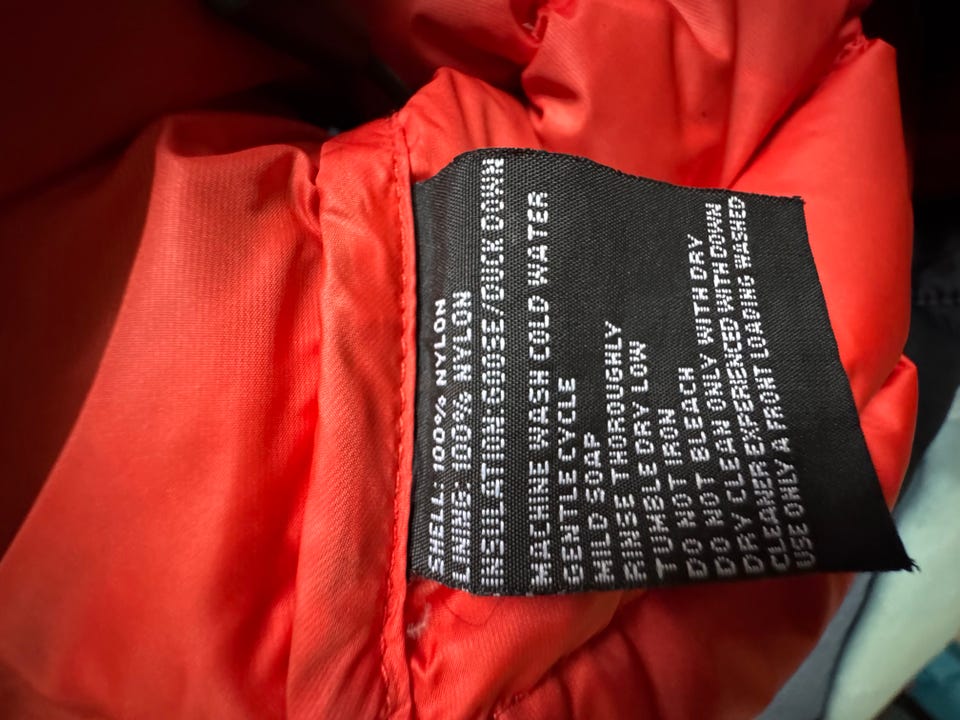 SHELL: 100% NYLON
LINING: 100% NYLON
INSULATION:GOOSE/DUCK DOWN
MACHINE WASH COLD WATER
GENTLE CYCLE
MILD SOAP
RINSE THOROUGHLY
TUMBLE DRY LOW
DO NOT IRON
DO NOT BLEACH
DO NOT CLEAN ONLY WITH DRY
DRY CLEAN EXPERIENCED WITH DOWN
CLEANER EXPERIENCED WITH DOWN
USE ONLY A FRONT LOADING WASHED